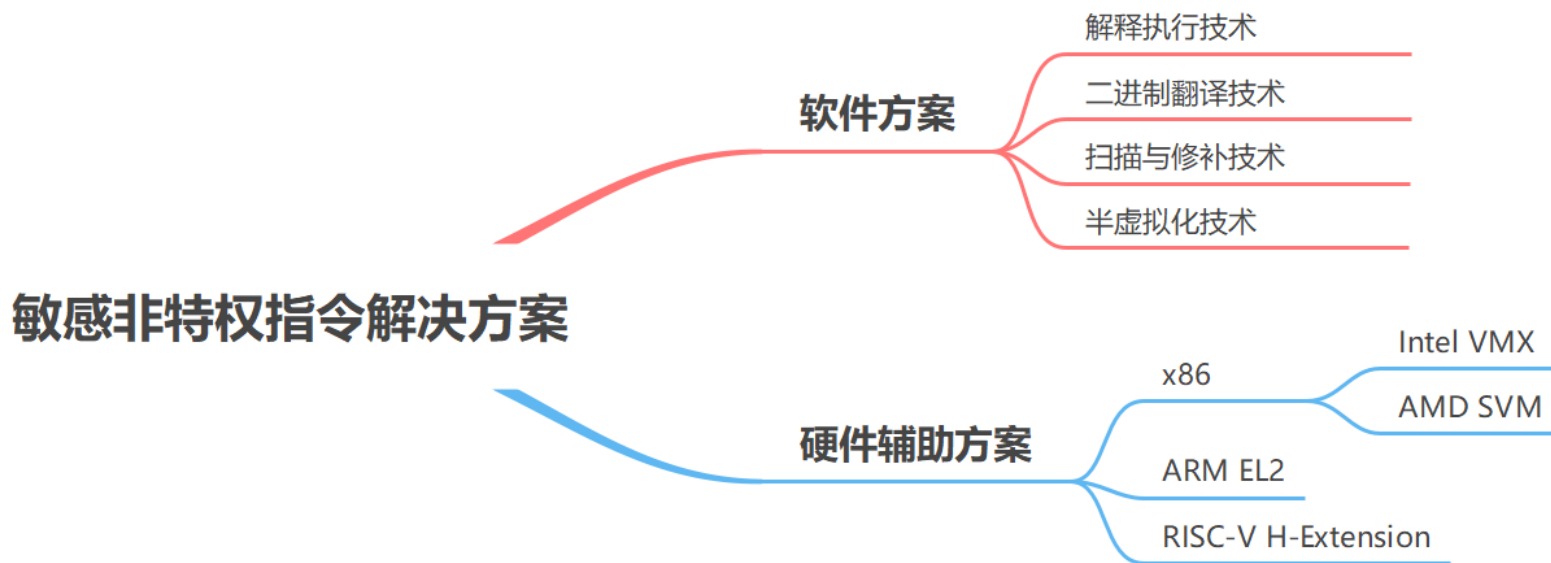 敏感非特权指令解决方案
软件方案
解释执行技术
二进制翻译技术
扫描与修补技术
半虚拟化技术
硬件辅助方案
x86
Intel VMX
AMD SVM
ARM EL2
RISC-V H-Extension